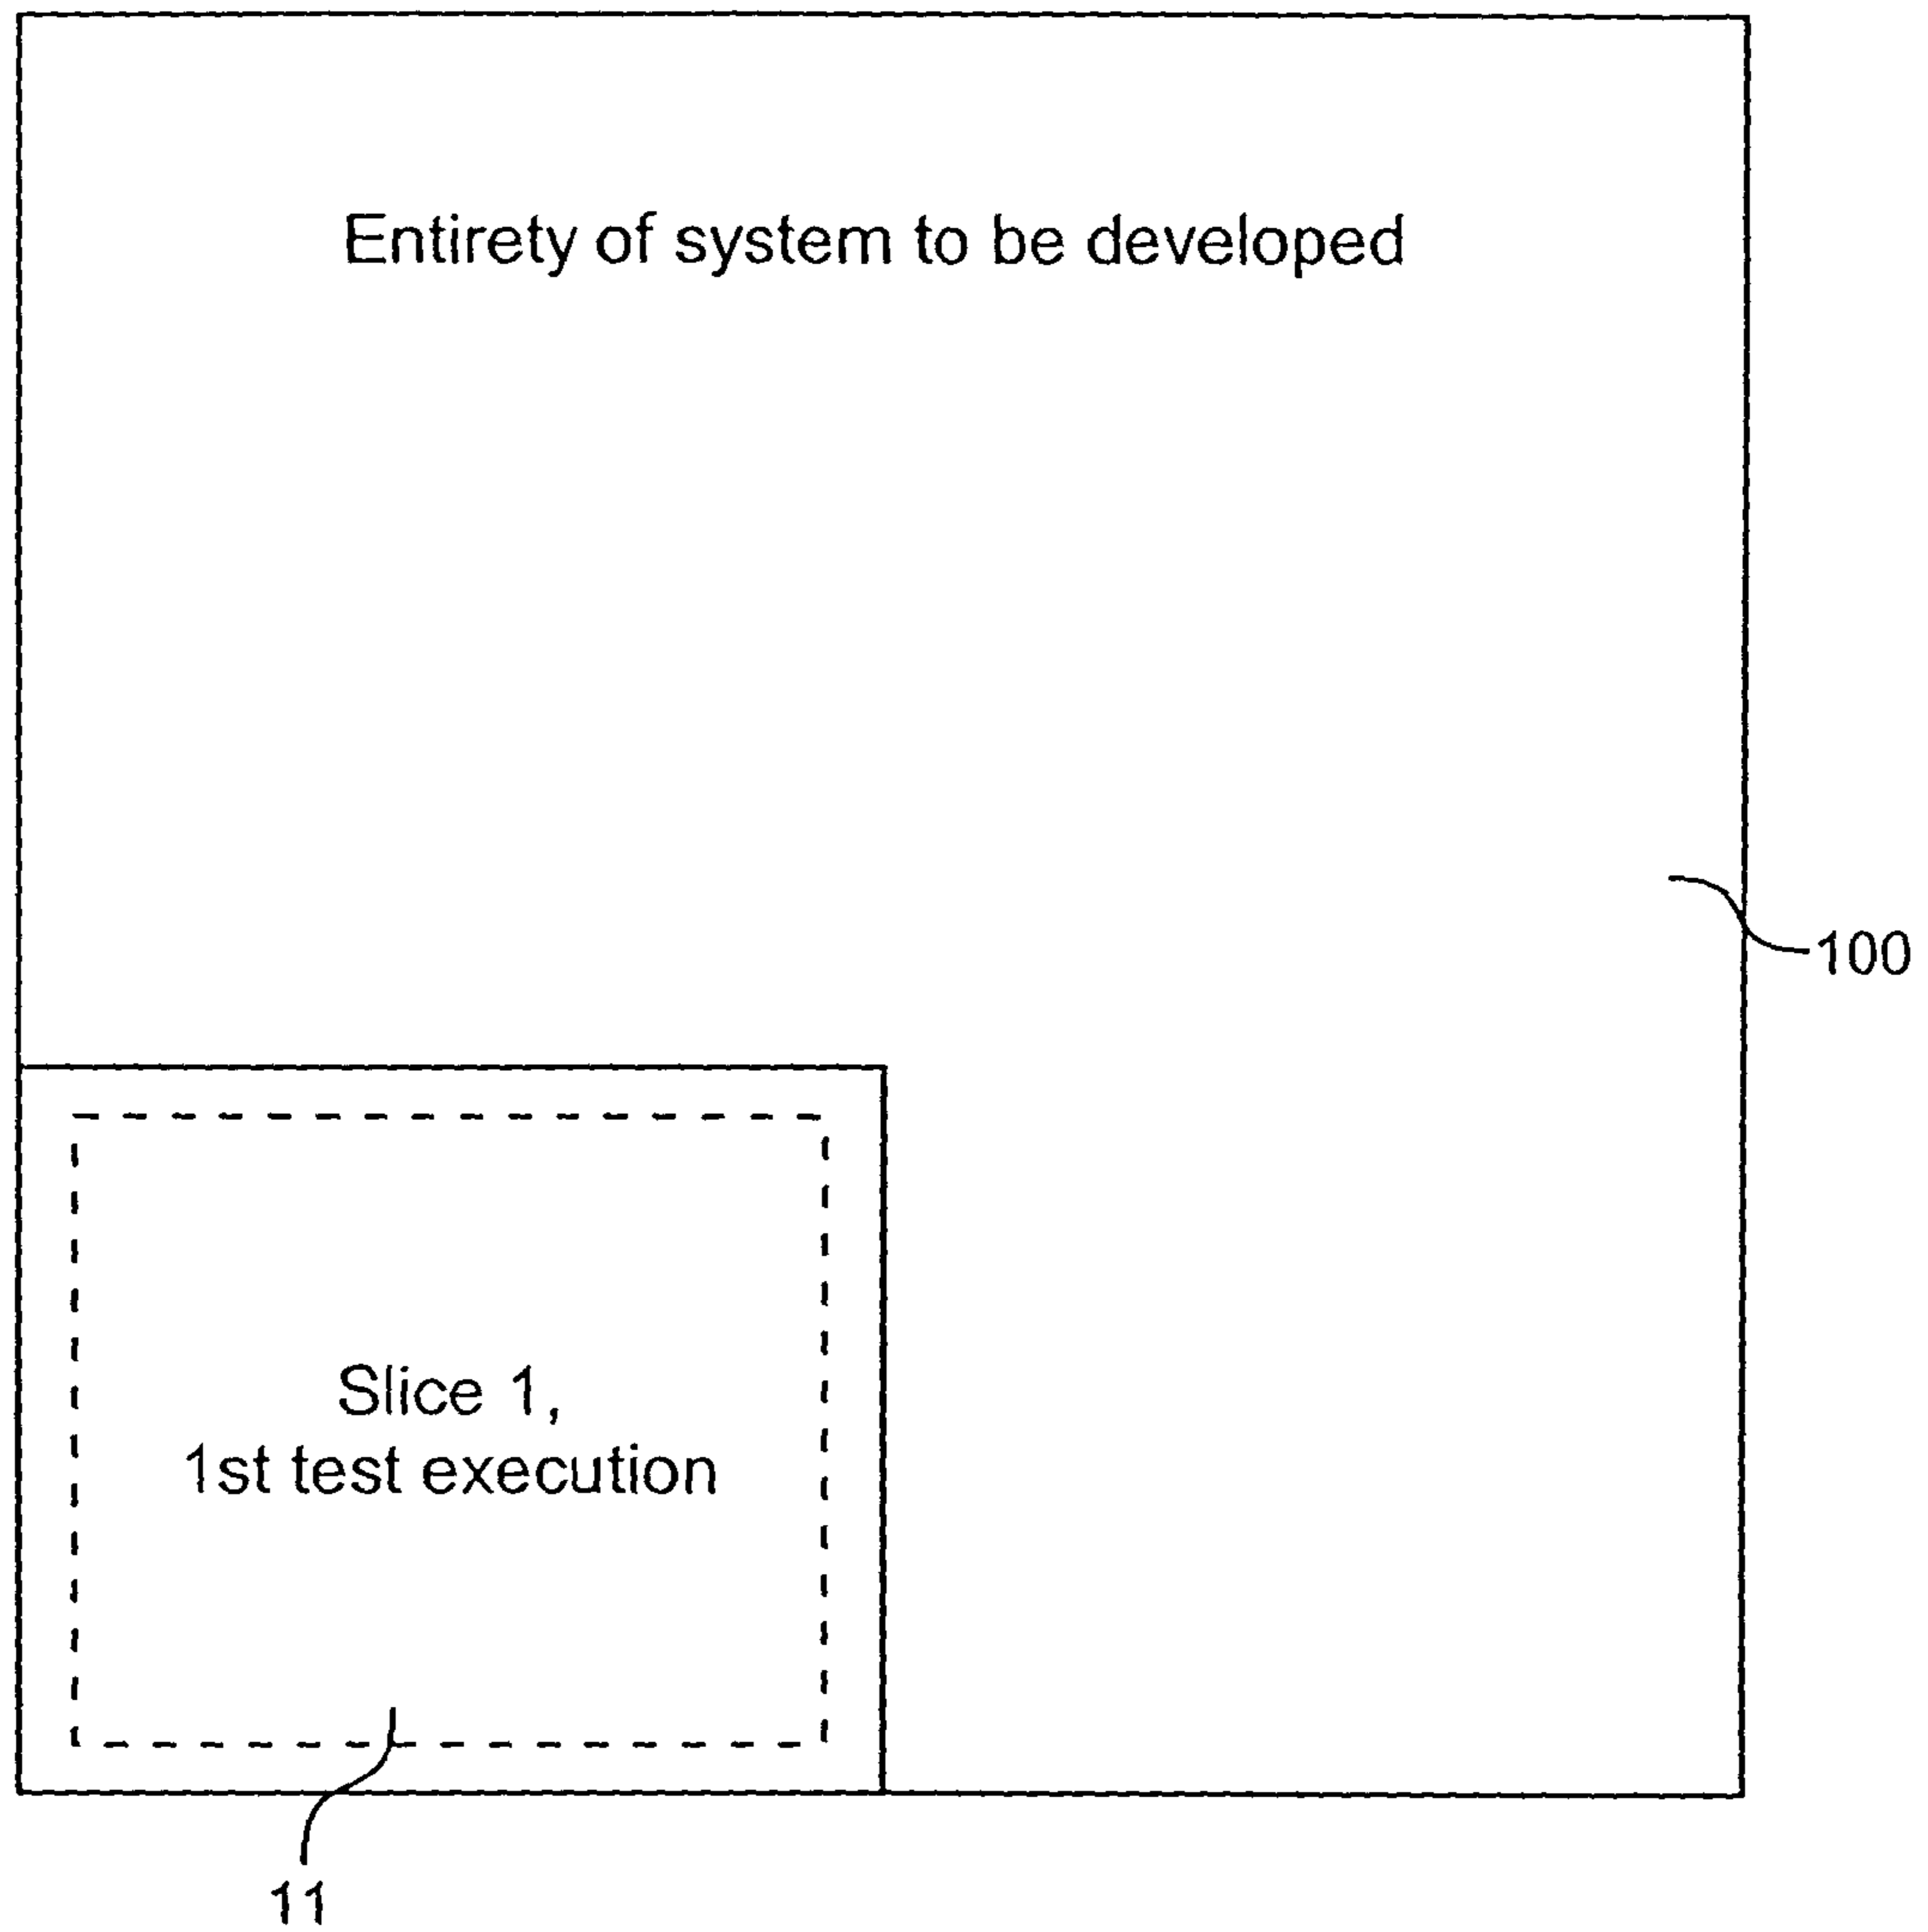 Entirety of system to be developed
100
Slice 1,
1st test execution
11